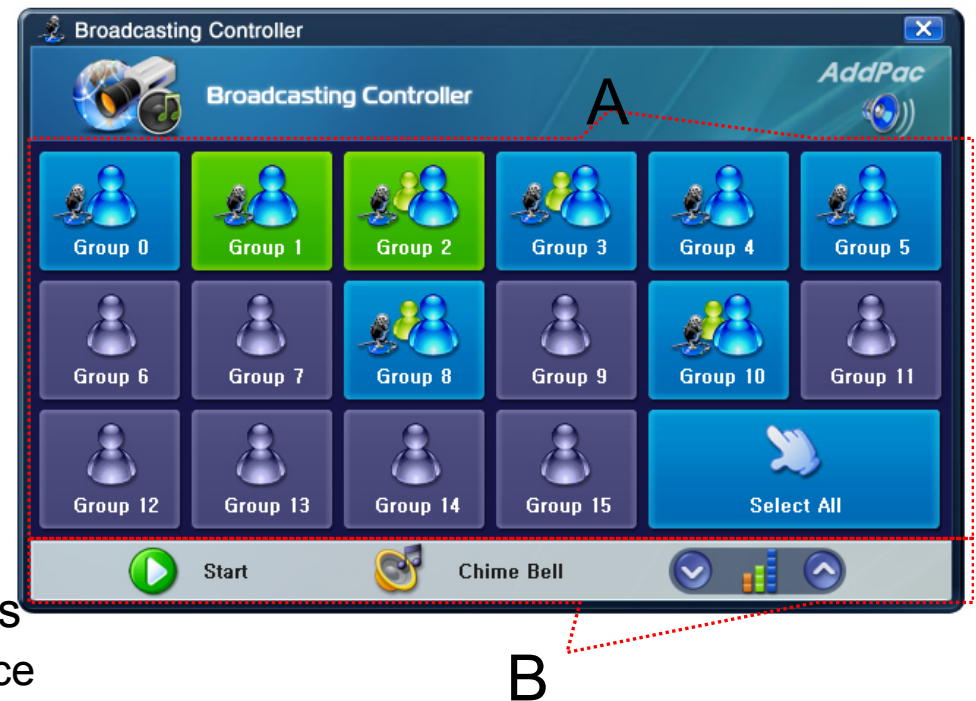 Broadcasting Controller
Broadcasting Controller
AddPac
A
Group 0 Group 1 Group 2 Group 3 Group 4 Group 5
Group 6 Group 7 Group 8 Group 9 Group 10 Group 11
Group 12 Group 13 Group 14 Group 15 Select All
Start Chime Bell
B